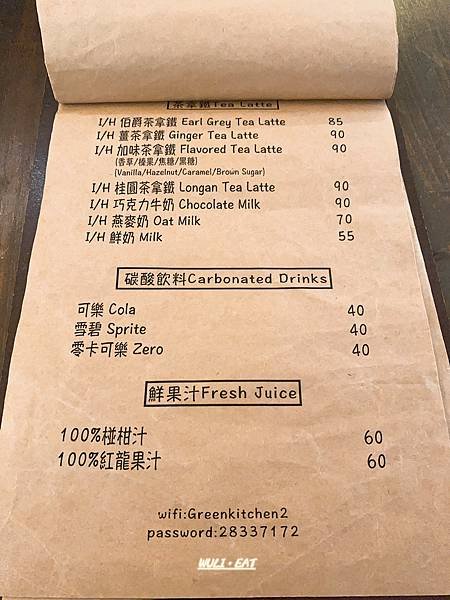 茶拿鐵Tea Latte
I/H 伯爵茶拿鐵 Earl Grey Tea Latte 85
I/H 薑茶拿鐵 Ginger Tea Latte 90
I/H 加味茶拿鐵 Flavored Tea Latte 90
(香草/榛果/焦糖/黑糖)
(Vanilla/Hazelnut/Caramel/Brown Sugar)
I/H 桂圓茶拿鐵 Longan Tea Latte 90
I/H 巧克力牛奶 Chocolate Milk 90
I/H 燕麥奶 Oat Milk 70
I/H 鮮奶 Milk 55
碳酸飲料Carbonated Drinks
可樂 Cola 40
雪碧 Sprite 40
零卡可樂 Zero 40
鮮果汁Fresh Juice
100%椪柑汁 60
100%紅龍果汁 60
wifi:Greenkitchen2
password:28337172
WULI·EAT